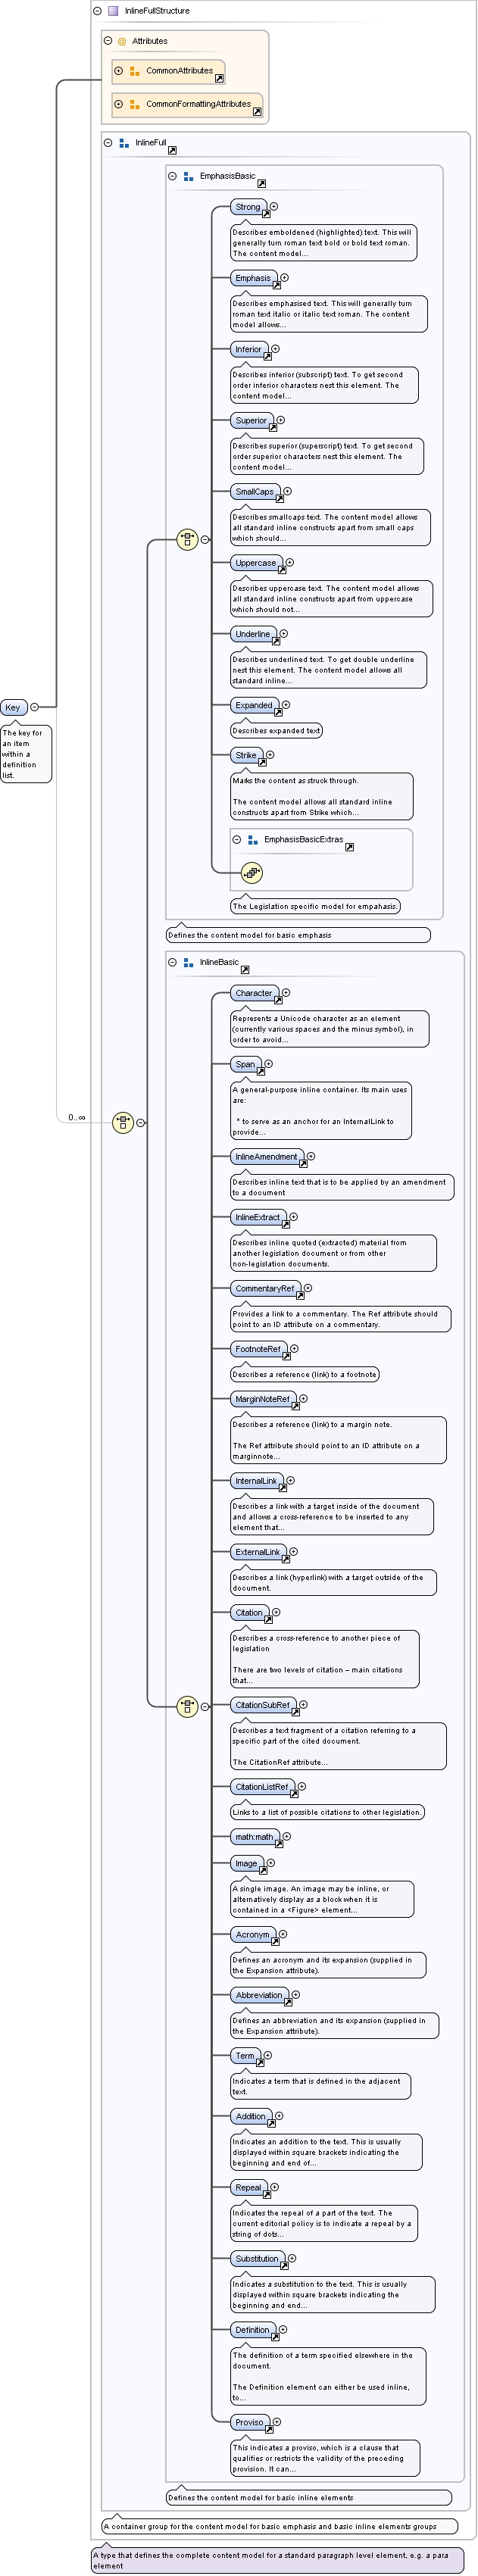 InlineFullStructure
@ Attributes
CommonAttributes
CommonFormattingAttributes
InlineFull
EmphasisBasic
Strong
Describes emboldened (highlighted) text. This will
generally turn roman text bold or bold text roman.
The content model...
Emphasis
Describes emphasised text. This will generally turn
roman text italic or italic text roman. The content
model allows...
Inferior
Describes inferior (subscript) text. To get second
order inferior characters nest this element. The
content model...
Superior
Describes superior (superscript) text. To get second
order superior characters nest this element. The
content model...
SmallCaps
Describes smallcaps text. The content model allows
all standard inline constructs apart from small caps
which should...
Uppercase
Describes uppercase text. The content model allows
all standard inline constructs apart from uppercase
which should not...
Underline
Describes underlined text. To get double underline
nest this element. The content model allows all
standard inline...
Expanded
Describes expanded text
Key
The key for
an item
within a
definition
list.
Strike
Marks the content as struck through.
The content model allows all standard inline
constructs apart from Strike which...
EmphasisBasicExtras
The Legislation specific model for empahasis.
Defines the content model for basic emphasis
InlineBasic
Character
Represents a Unicode character as an element
(currently various spaces and the minus symbol), in
order to avoid...
Span
A general-purpose inline container. Its main uses
are:
* to serve as an anchor for an InternalLink to
provide...
0..∞
InlineAmendment
Describes inline text that is to be applied by an amendment
to a document
InlineExtract
Describes inline quoted (extracted) material from
another legislation document or from other
non-legislation documents.
CommentaryRef
Provides a link to a commentary. The Ref attribute should
point to an ID attribute on a commentary.
FootnoteRef
Describes a reference (link) to a footnote
MarginNoteRef
Describes a reference (link) to a margin note.
The Ref attribute should point to an ID attribute on a
marginnote...
InternalLink
Describes a link with a target inside of the document
and allows a cross-reference to be inserted to any
element that...
ExternalLink
Describes a link (hyperlink) with a target outside of the
document.
Citation
Describes a cross-reference to another piece of
legislation
There are two levels of citation – main citations
that...
CitationSubRef
Describes a text fragment of a citation referring to a
specific part of the cited document.
The CitationRef attribute...
CitationListRef
Links to a list of possible citations to other legislation.
math:math
Image
A single image. An image may be inline, or
alternatively display as a block when it is
contained in a <Figure> element...
Acronym
Defines an acronym and its expansion (supplied in
the Expansion attribute).
Abbreviation
Defines an abbreviation and its expansion (supplied in
the Expansion attribute).
Term
Indicates a term that is defined in the adjacent
text.
Addition
Indicates an addition to the text. This is usually
displayed within square brackets indicating the
beginning and end of...
Repeal
Indicates the repeal of a part of the text. The
current editorial policy is to indicate a repeal by a
string of dots...
Substitution
Indicates a substitution to the text. This is usually
displayed within square brackets indicating the
beginning and end...
Definition
The definition of a term specified elsewhere in the
document.
The Definition element can either be used inline,
to...
Proviso
This indicates a proviso, which is a clause that
qualifies or restricts the validity of the preceding
provision. It can...
Defines the content model for basic inline elements
A container group for the content model for basic emphasis and basic inline elements groups
A type that defines the complete content model for a standard paragraph level element, e.g. a para
element